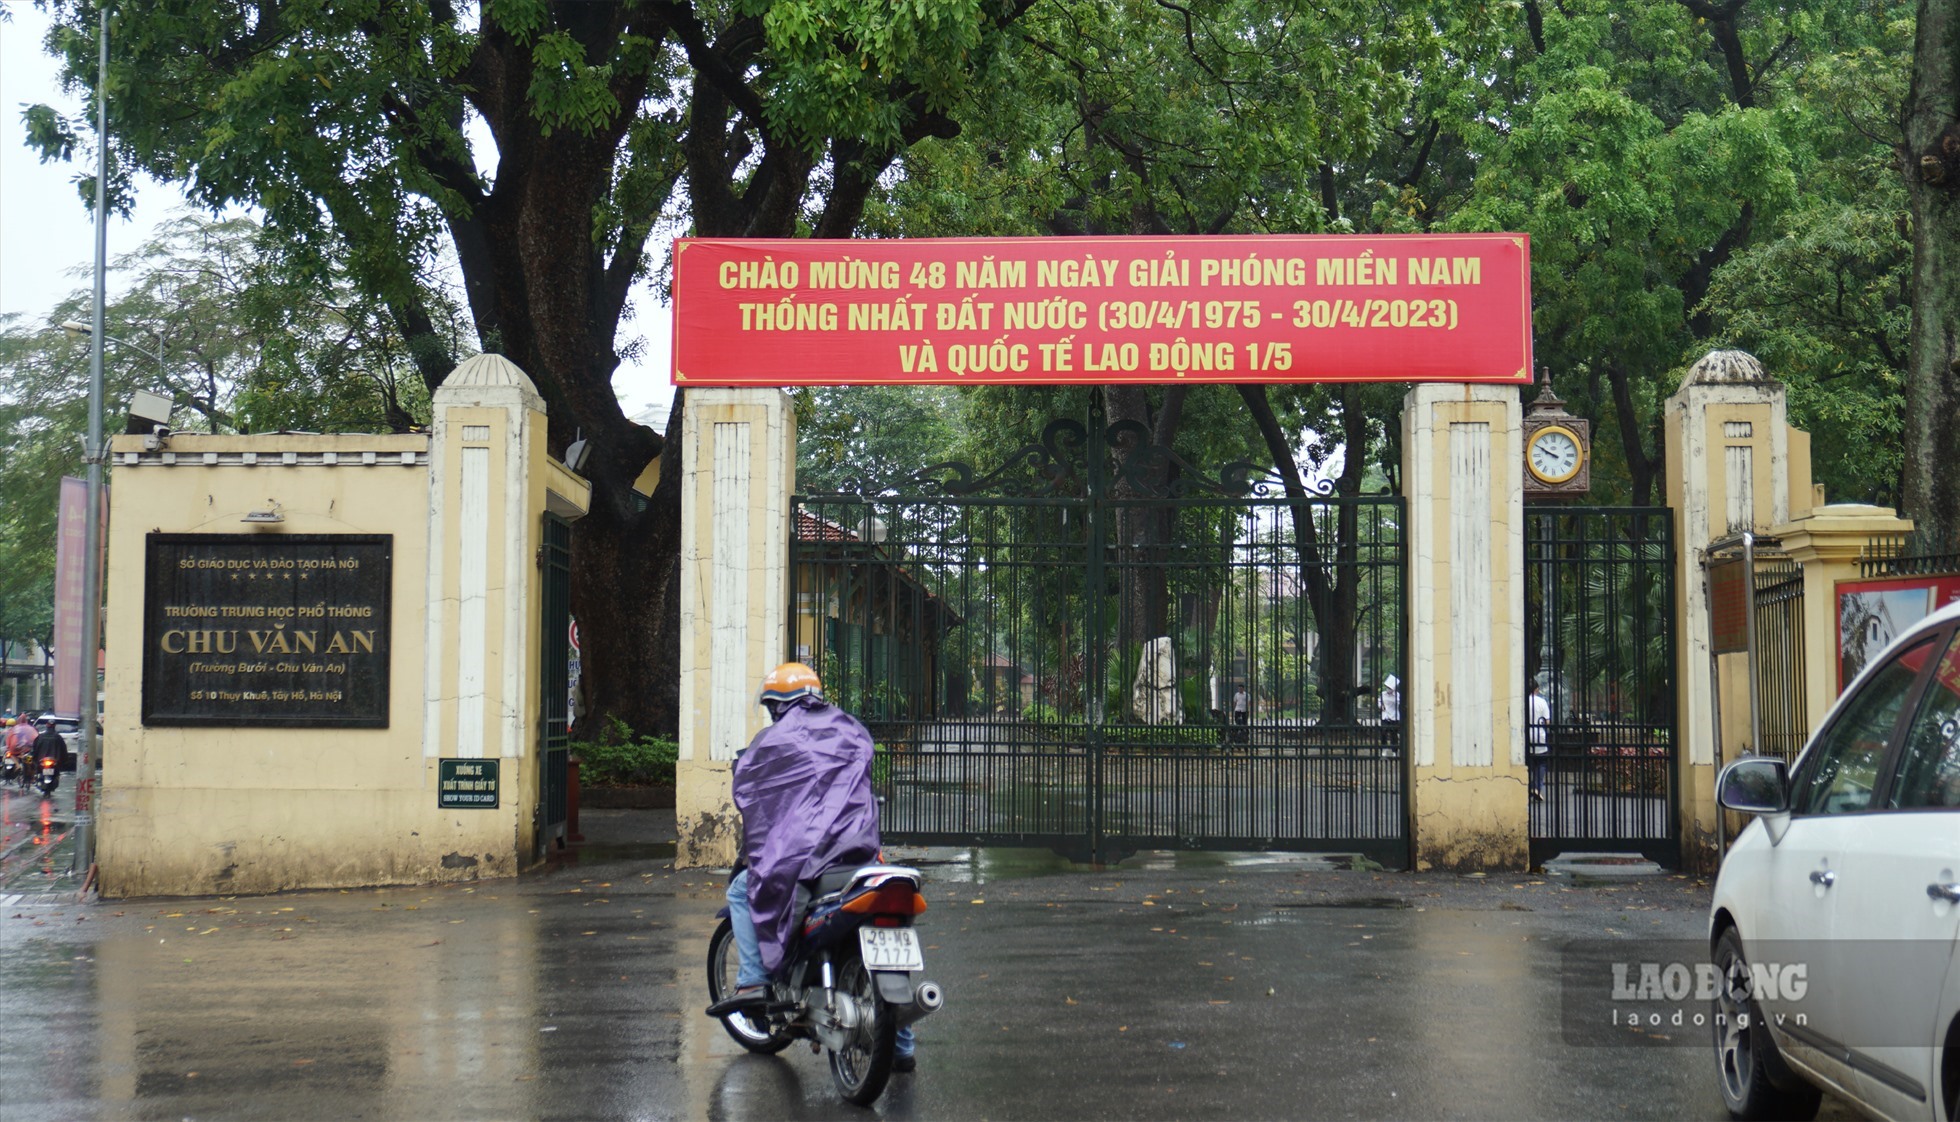 CHÀO MỪNG 48 NĂM NGÀY GIẢI PHÓNG MIỀN NAM
THỐNG NHẤT ĐẤT NƯỚC (30/4/1975 - 30/4/2023)
VÀ QUỐC TẾ LAO ĐỘNG 1/5
SỞ GIÁO DỤC VÀ ĐÀO TẠO HÀ NỘI
TRƯỜNG TRUNG HỌC PHỔ THÔNG
CHU VĂN AN
(Trường Bưởi - Chu Văn An)
Số 10 Thụy Khuê, Tây Hồ, Hà Nội
XUỐNG XE
XUẤT TRÌNH GIẤY TỜ
SHOW YOUR ID CARD
29-M9
7177
LAO ĐỘNG
laodong.vn